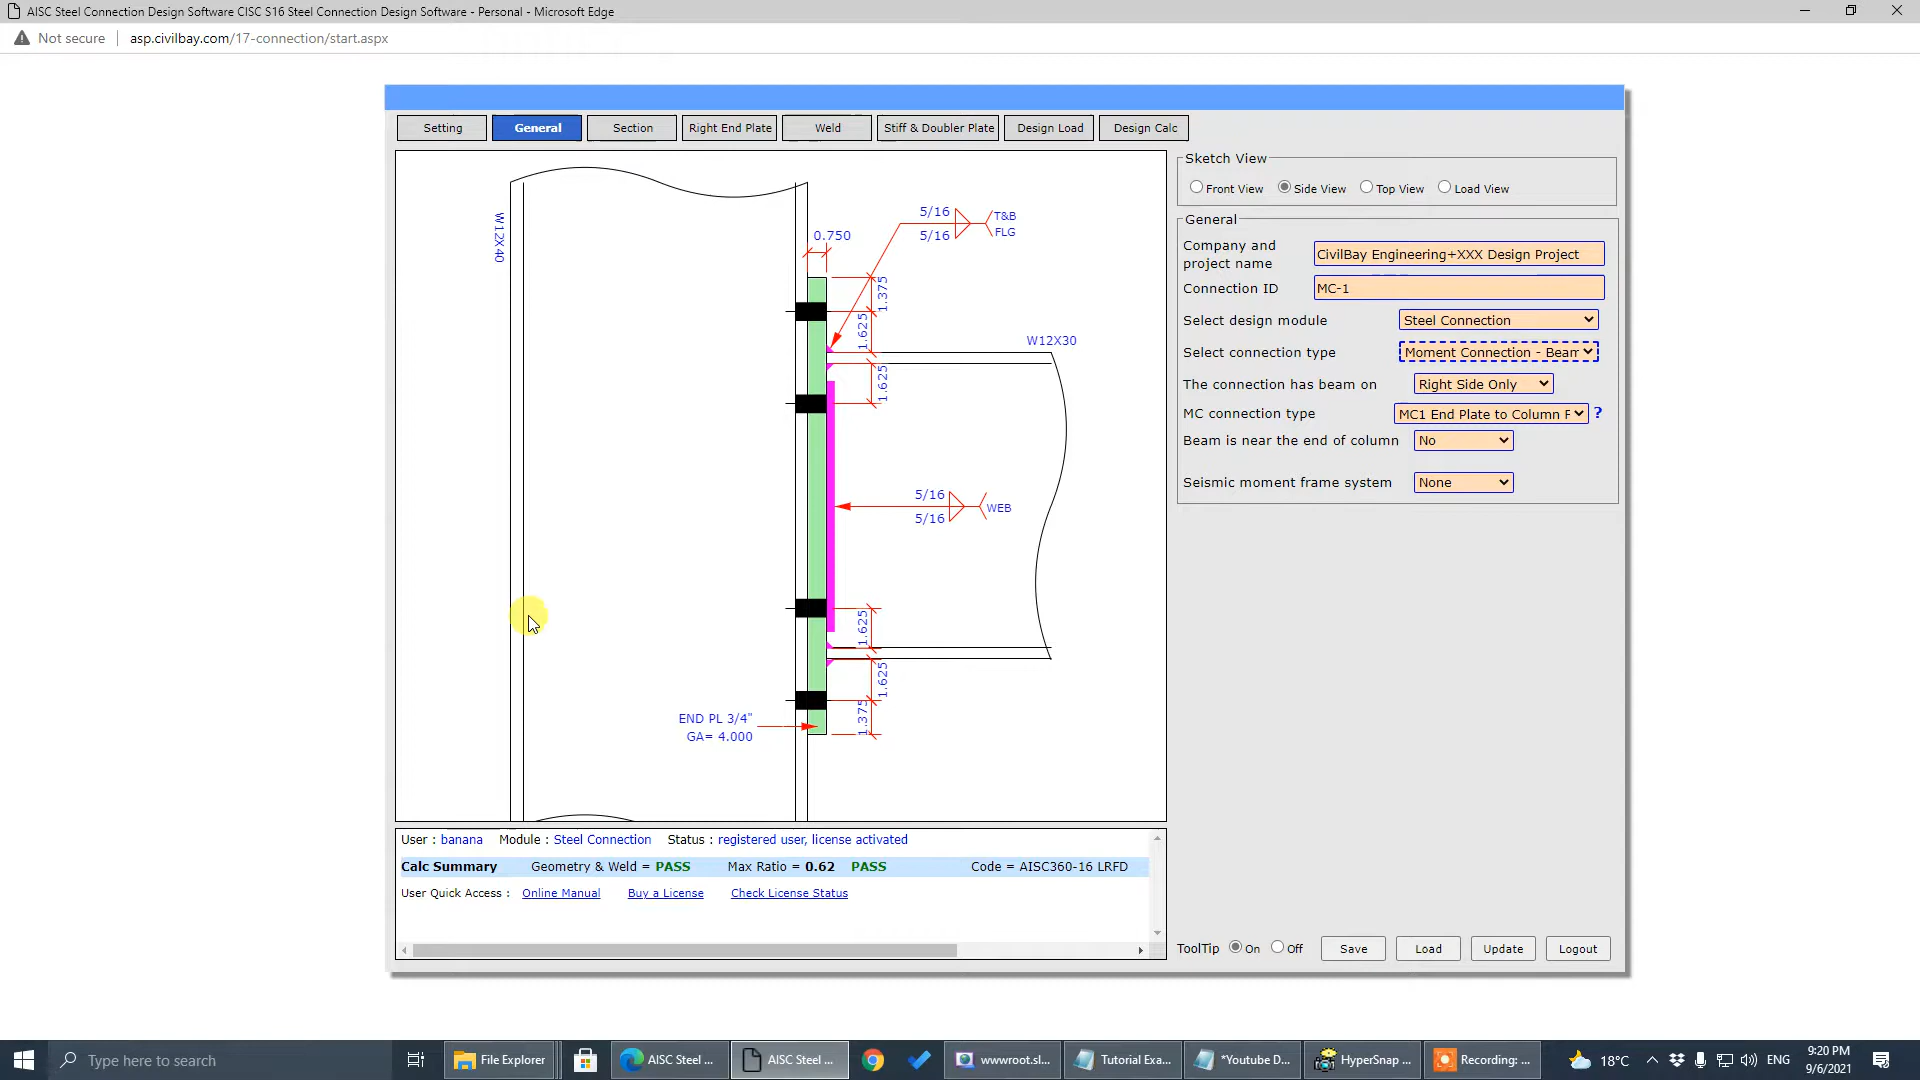 AISC Steel Connection Design Software CISC S16 Steel Connection Design Software - Personal - Microsoft Edge
Not secure
asp.civilbay.com/17-connection/start.aspx
Setting
General
Section
Right End Plate
Weld
Stiff & Doubler Plate
Design Load
Design Calc
W12X40
0.750
5/16
5/16
T&B
FLG
1.375
1.625
1.625
W12X30
5/16
5/16
WEB
1.625
1.625
1.375
END PL 3/4"
GA= 4.000
Sketch View
Front View
Side View
Top View
Load View
General
Company and
project name
CivilBay Engineering+XXX Design Project
Connection ID
MC-1
Select design module
Steel Connection
Select connection type
Moment Connection - Beam
The connection has beam on
Right Side Only
MC connection type
MC1 End Plate to Column F
?
Beam is near the end of column
No
Seismic moment frame system
None
User : banana Module : Steel Connection Status : registered user, license activated
Calc Summary Geometry & Weld = PASS Max Ratio = 0.62 PASS Code = AISC360-16 LRFD
User Quick Access : Online Manual Buy a License Check License Status
ToolTip
On
Off
Save
Load
Update
Logout
Type here to search
File Explorer
AISC Steel ...
AISC Steel ...
wwwroot.sl...
Tutorial Exa...
*Youtube D...
HyperSnap ...
Recording: ...
18°C
ENG
9:20 PM
9/6/2021